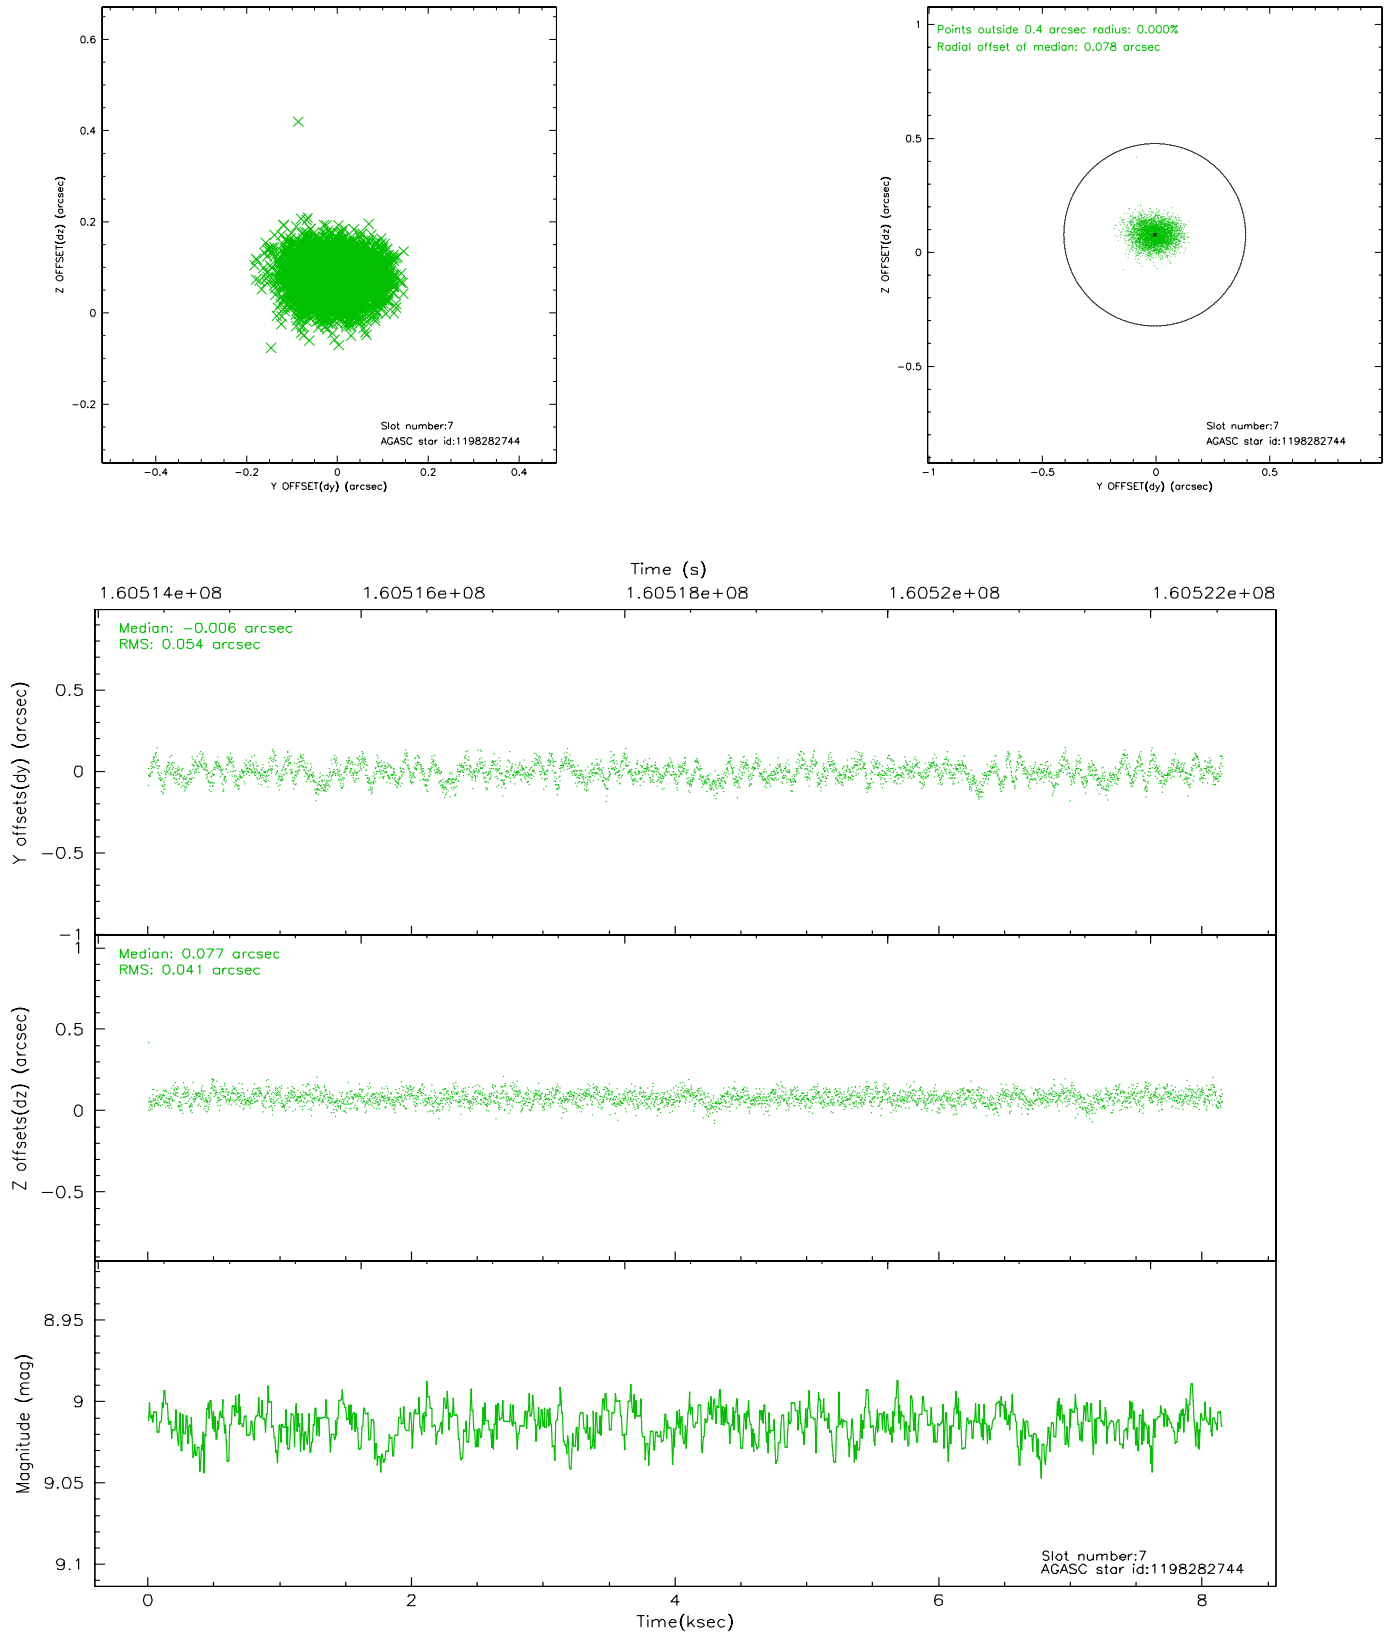 0.6
0.4
0.2
0
-0.2
Z OFFSET(dz) (arcsec)
Slot number:7
AGASC star id:1198282744
-0.4 -0.2 0 0.2 0.4
Y OFFSET(dy) (arcsec)
Points outside 0.4 arcsec radius: 0.000%
Radial offset of median: 0.078 arcsec
1
0.5
0
-0.5
Z OFFSET(dz) (arcsec)
Slot number:7
AGASC star id:1198282744
-1 -0.5 0 0.5
Y OFFSET(dy) (arcsec)
Time (s)
1.60514e+08 1.60516e+08 1.60518e+08 1.6052e+08 1.60522e+08
Median: -0.006 arcsec
RMS: 0.054 arcsec
0.5
0
-0.5
-1
Y offsets(dy) (arcsec)
Median: 0.077 arcsec
RMS: 0.041 arcsec
1
0.5
0
-0.5
Z offsets(dz) (arcsec)
8.95
9
9.05
9.1
Magnitude (mag)
Slot number:7
AGASC star id:1198282744
0 2 4 6 8
Time(ksec)